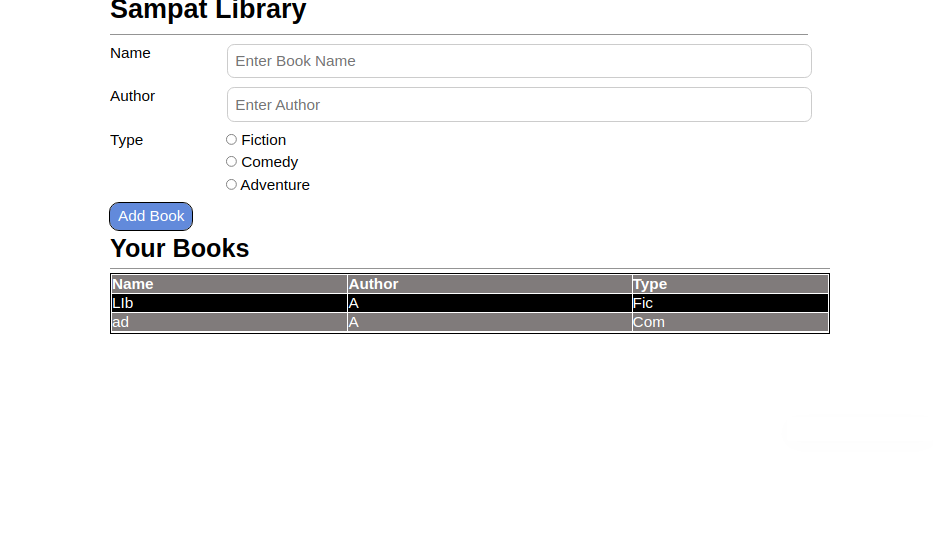 Sampat Library
Name
Enter Book Name
Author
Enter Author
Type
Fiction
Comedy
Adventure
Add Book
Your Books
Name Author Type
LIb A Fic
ad A Com